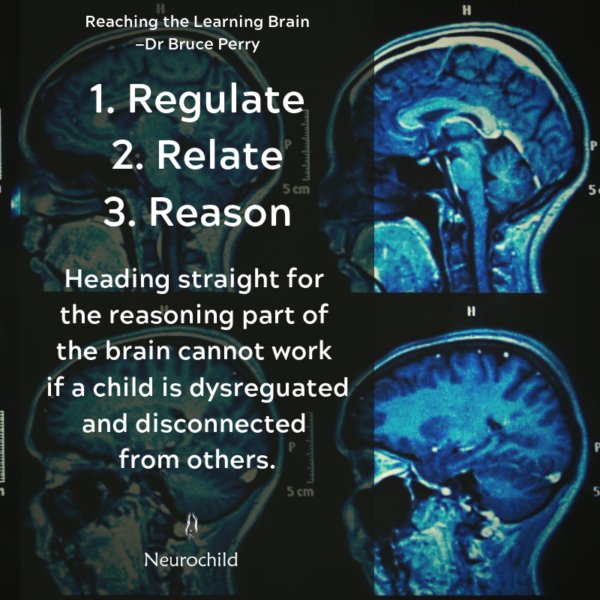 Reaching the Learning Brain
–Dr Bruce Perry
1. Regulate
2. Relate
3. Reason
Heading straight for
the reasoning part of
the brain cannot work
if a child is dysreguated
and disconnected
from others.
Neurochild
H
P
5 cm
H
P
5 cm
H
P
5
H
P
5 cm